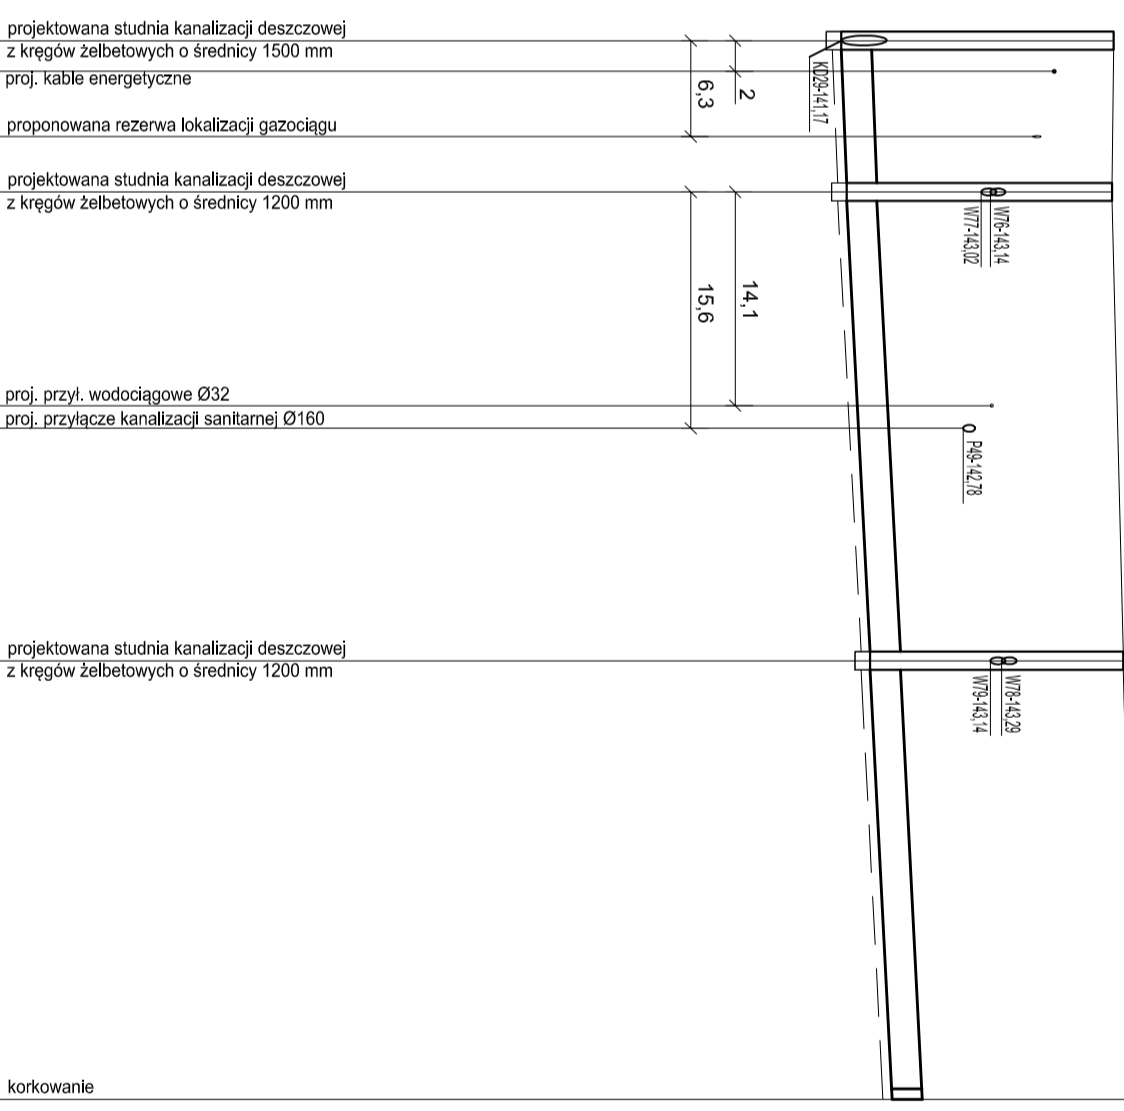 projektowana studnia kanalizacji deszczowej
z kręgów żelbetowych o średnicy 1500 mm
proj. kable energetyczne
2
6,3
KD29-141,17
proponowana rezerwa lokalizacji gazociągu
projektowana studnia kanalizacji deszczowej
z kręgów żelbetowych o średnicy 1200 mm
W76-143,14
W77-143,02
14,1
15,6
proj. przył. wodociągowe Ø32
proj. przyłącze kanalizacji sanitarnej Ø160
P49-142,78
projektowana studnia kanalizacji deszczowej
z kręgów żelbetowych o średnicy 1200 mm
W78-143,29
W79-143,14
korkowanie